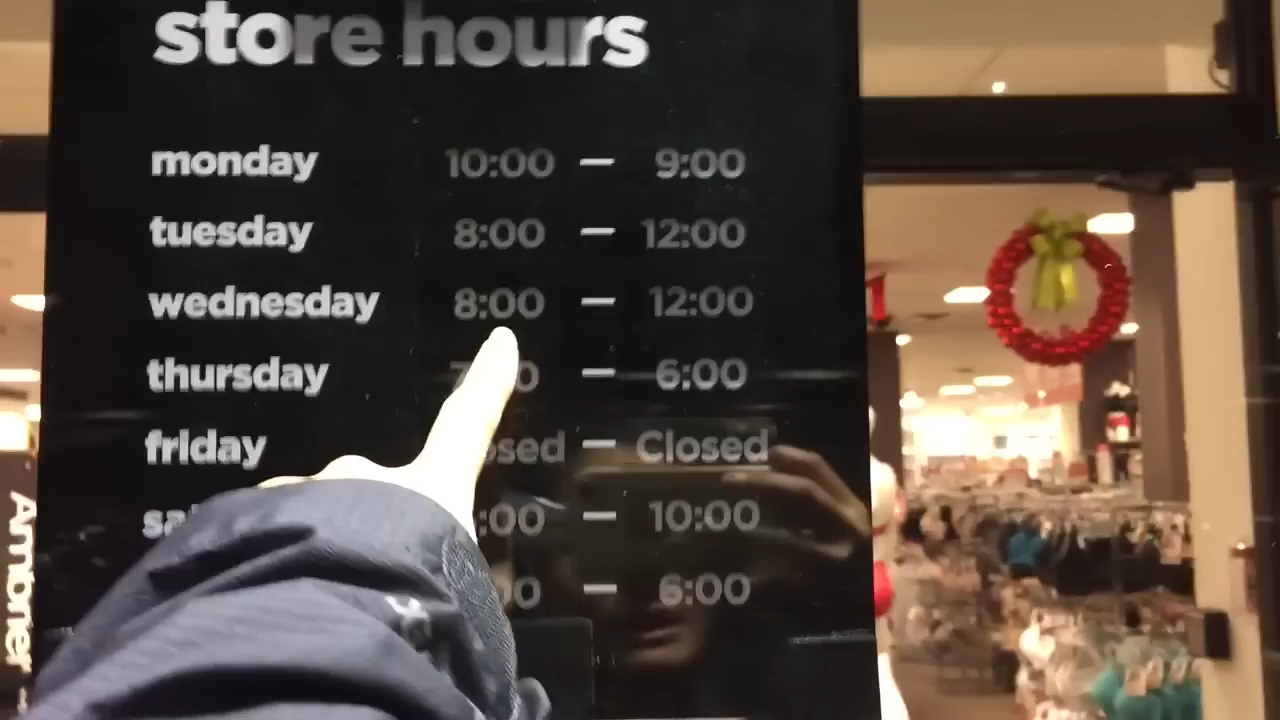 store hours
monday 10:00 — 9:00
tuesday 8:00 — 12:00
wednesday 8:00 — 12:00
thursday — 6:00
friday — Closed
— 10:00
— 6:00